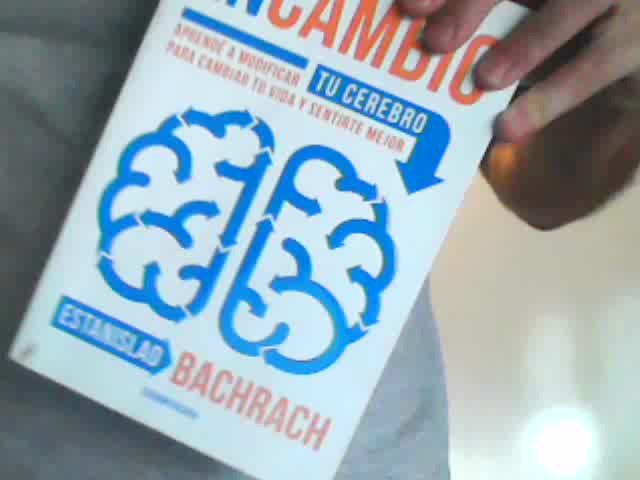 CAMBIO
APRENDÉ A MODIFICAR TU CEREBRO
PARA CAMBIAR TU VIDA Y SENTIRTE MEJOR
ESTANISLAO
BACHRACH